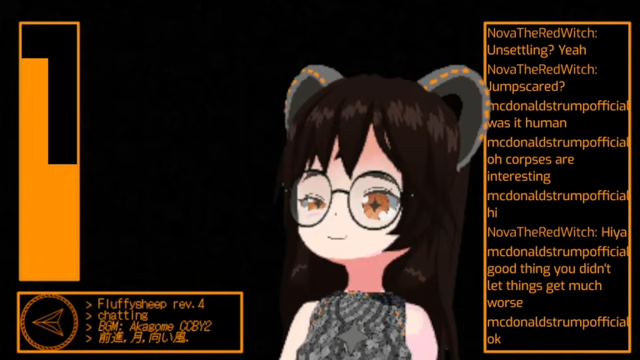 NovaTheRedWitch:
Unsettling? Yeah
NovaTheRedWitch:
Jumpscared?
mcdonaldstrumpofficial
was it human
mcdonaldstrumpofficial
oh corpses are
interesting
mcdonaldstrumpofficial
hi
NovaTheRedWitch: Hiya
mcdonaldstrumpofficial
good thing you didn't
let things get much
worse
mcdonaldstrumpofficial
ok
> Fluffysheep rev.4
> chatting
> BGM: Akagome CCBY2
> 前進,月,向い風.